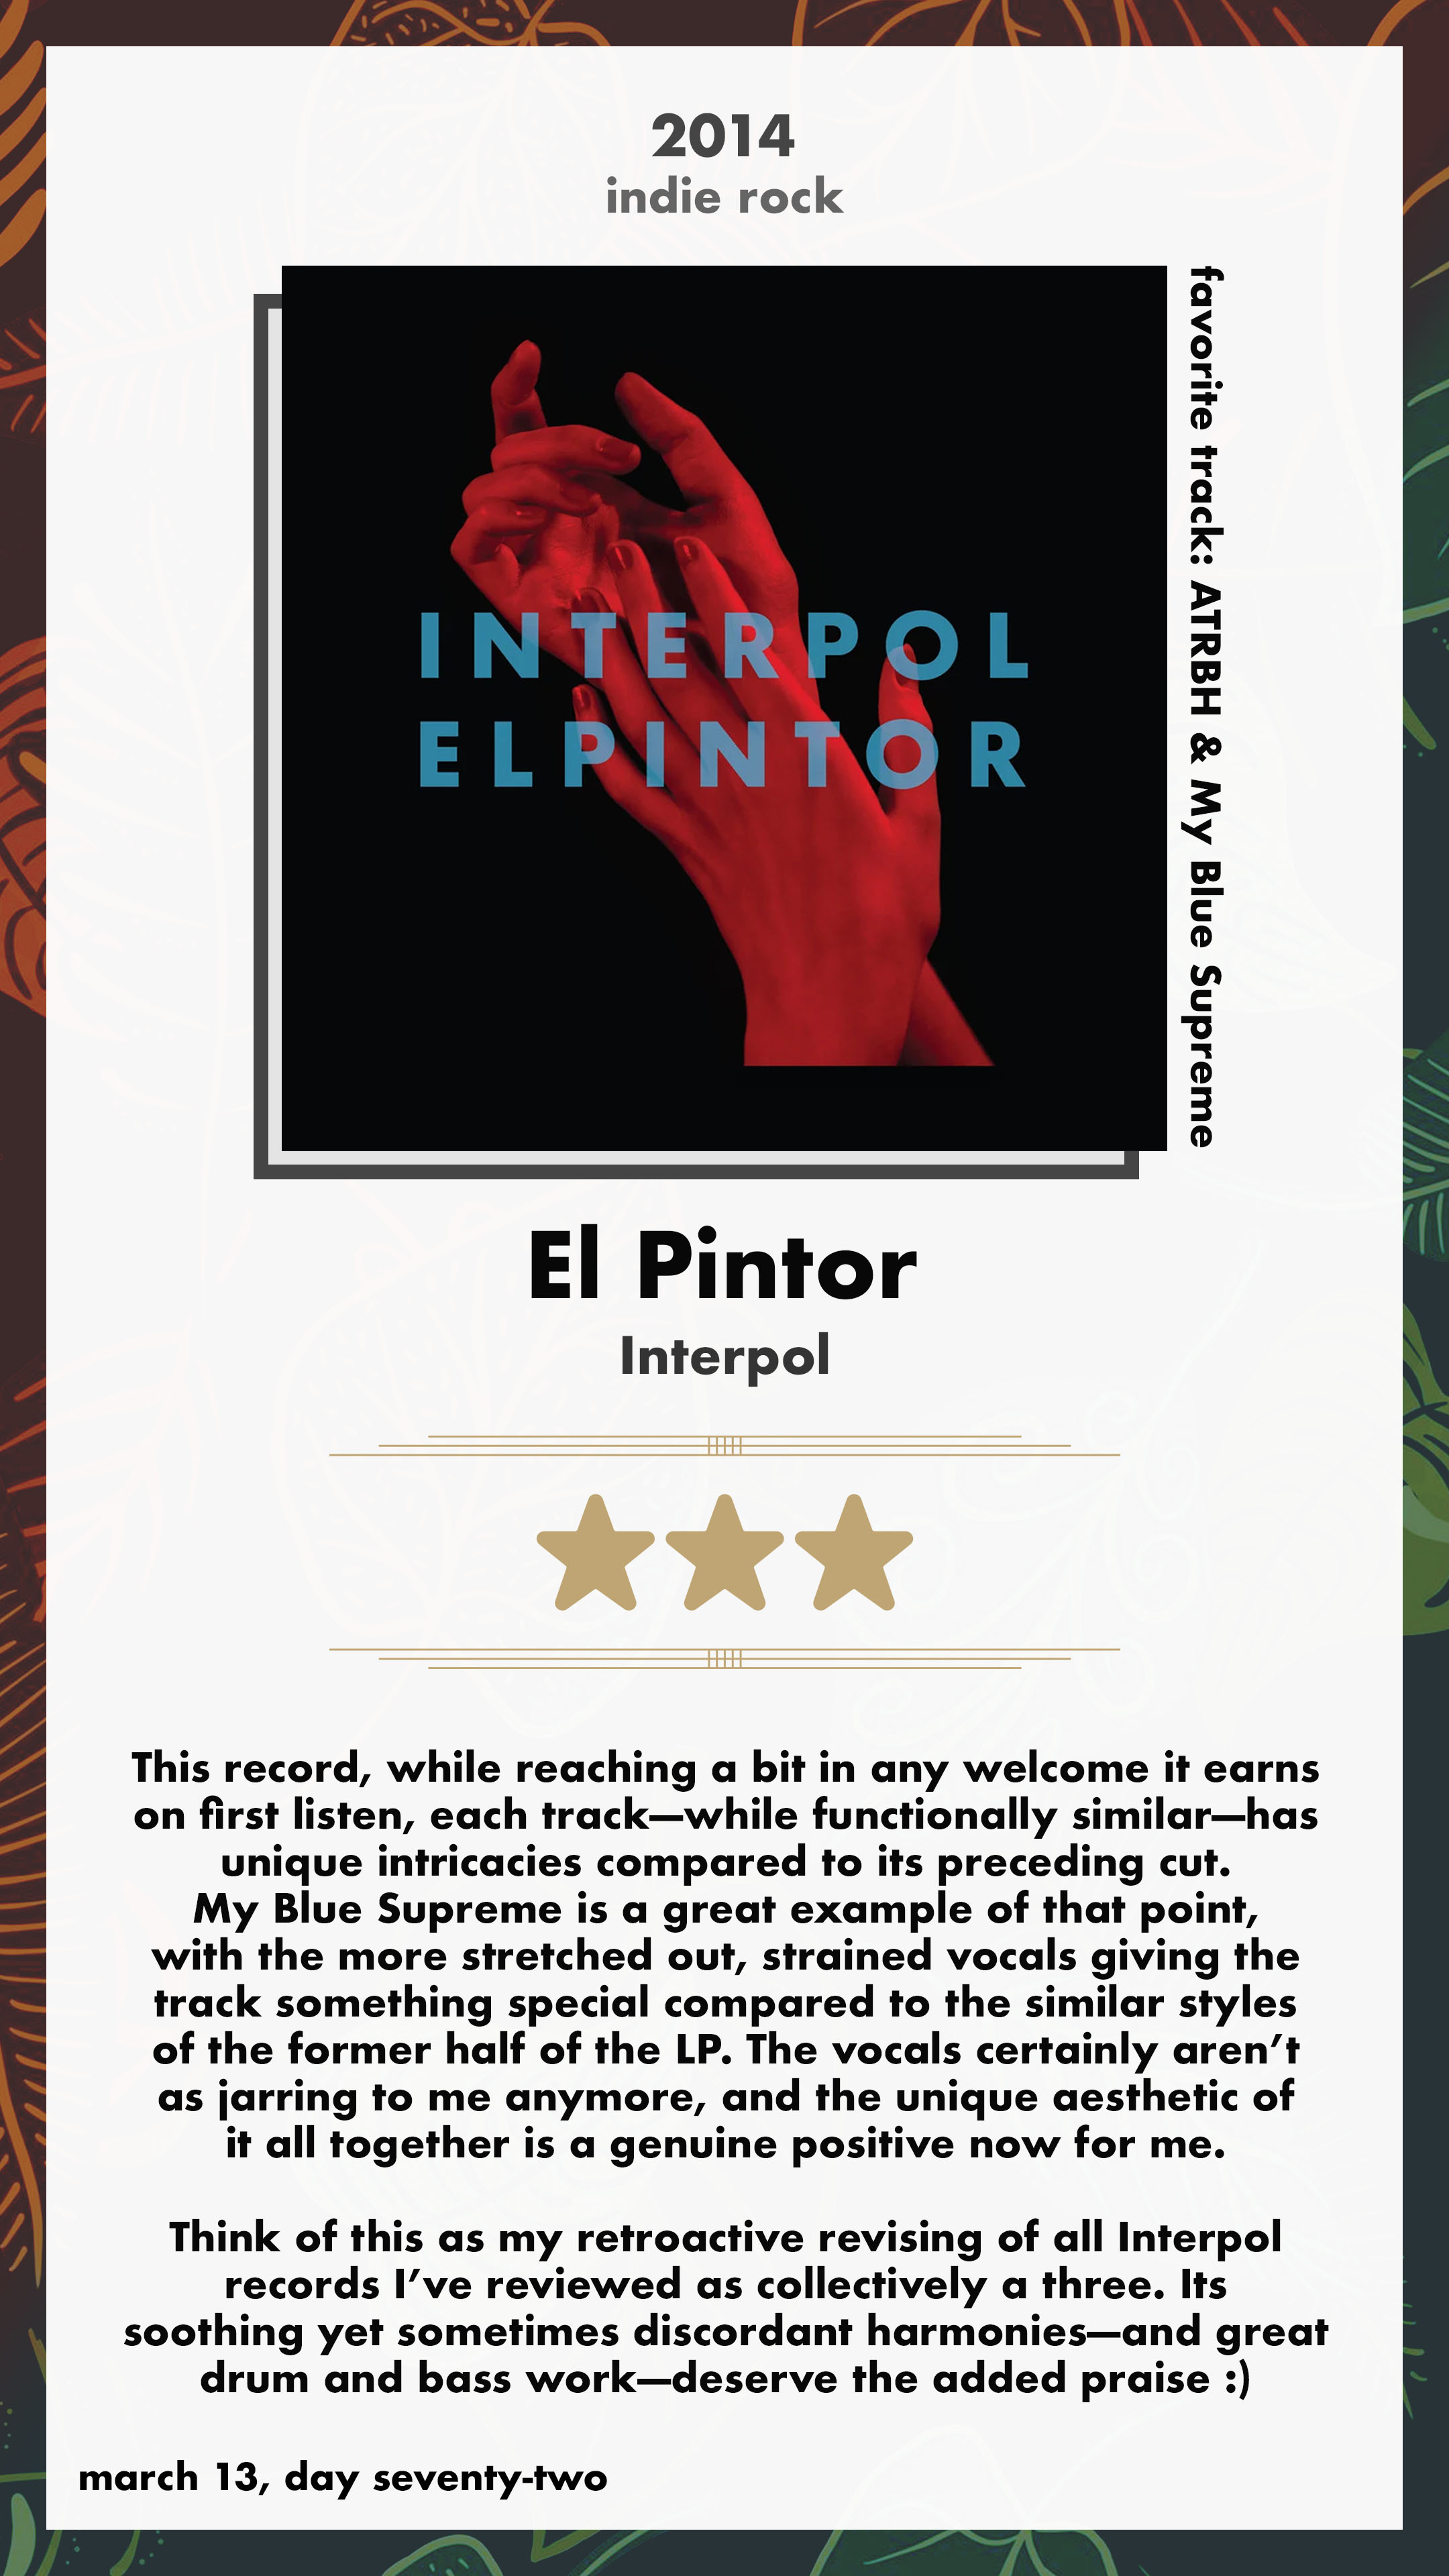 2014
indie rock
favorite track: ATRBH & My Blue Supreme
INTERPOL
ELPINTOR
El Pintor
Interpol
This record, while reaching a bit in any welcome it earns
on first listen, each track—while functionally similar—has
unique intricacies compared to its preceding cut.
My Blue Supreme is a great example of that point,
with the more stretched out, strained vocals giving the
track something special compared to the similar styles
of the former half of the LP. The vocals certainly aren’t
as jarring to me anymore, and the unique aesthetic of
it all together is a genuine positive now for me.
Think of this as my retroactive revising of all Interpol
records I’ve reviewed as collectively a three. Its
soothing yet sometimes discordant harmonies—and great
drum and bass work—deserve the added praise :)
march 13, day seventy-two